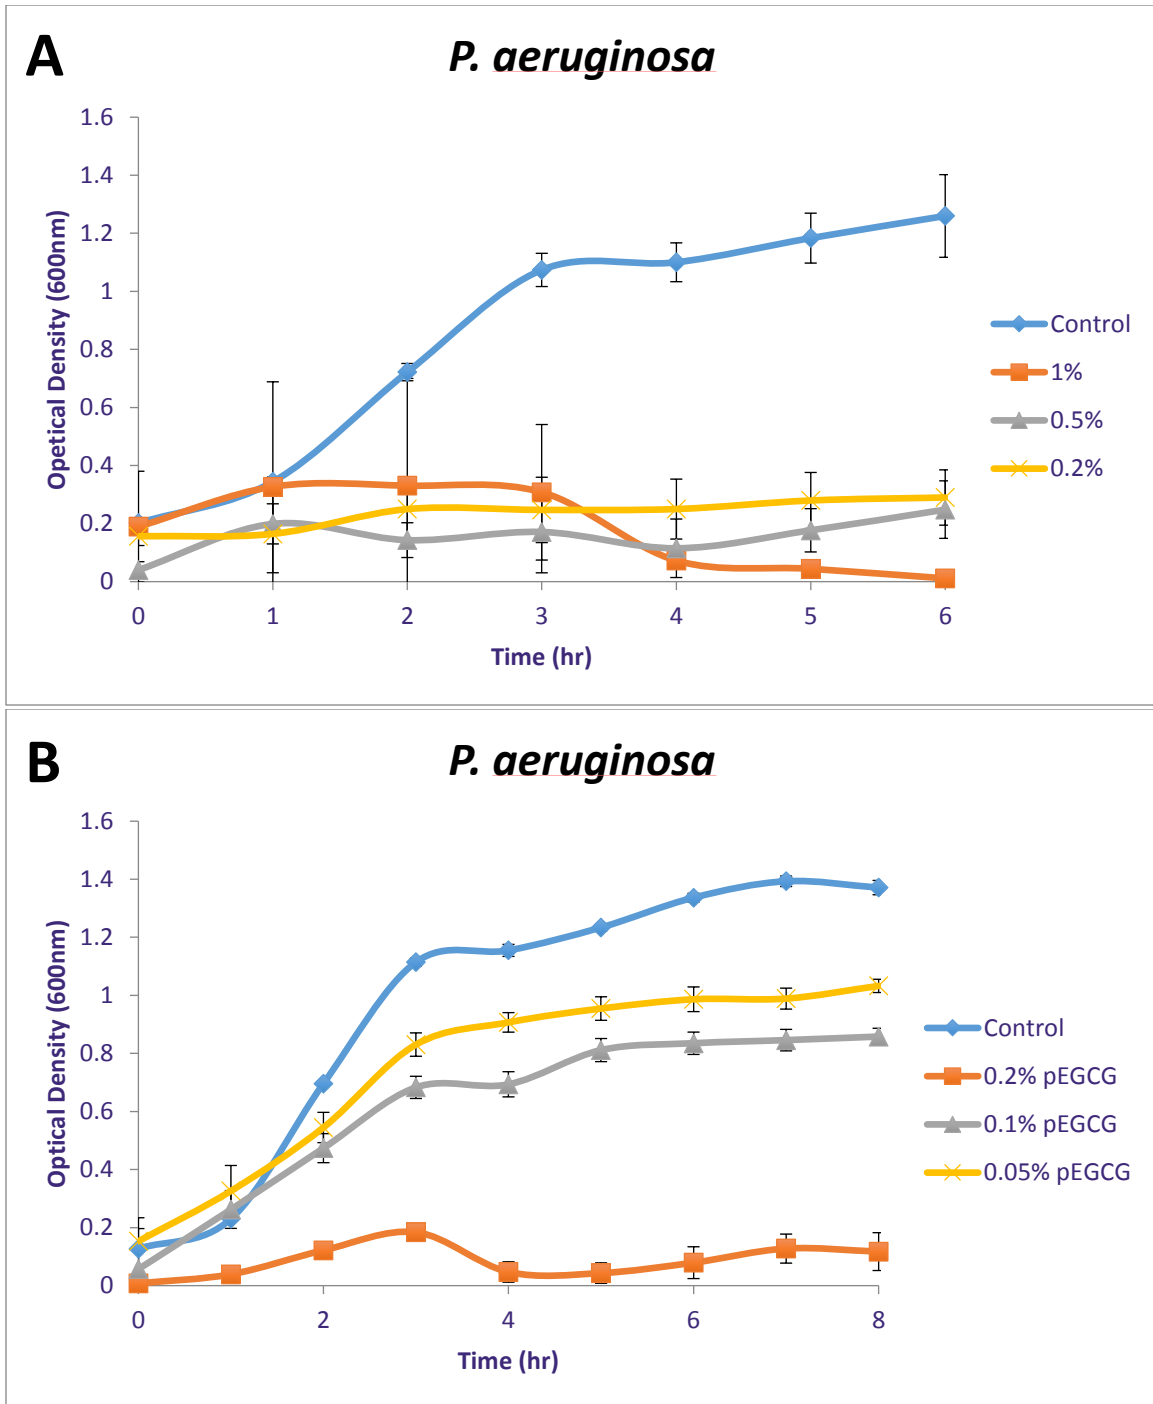 A
P. aeruginosa
1.6
1.4
1.2
1
0.8
0.6
0.4
0.2
0
Opetical Density (600nm)
0 1 2 3 4 5 6
Time (hr)
Control
1%
0.5%
0.2%
B
P. aeruginosa
1.6
1.4
1.2
1
0.8
0.6
0.4
0.2
0
Optical Density (600nm)
0 2 4 6 8
Time (hr)
Control
0.2% pEGCG
0.1% pEGCG
0.05% pEGCG